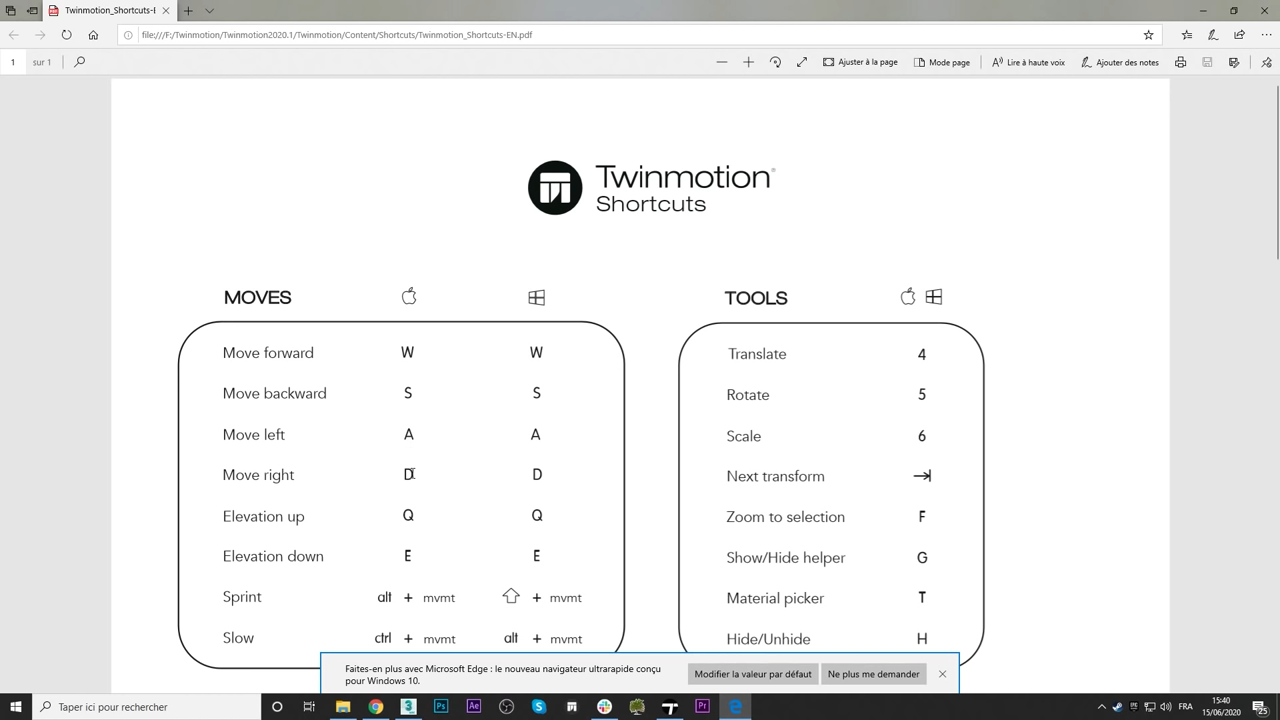 Twinmotion_Shortcuts-E
file:///F:/Twinmotion/Twinmotion2020.1/Twinmotion/Content/Shortcuts/Twinmotion_Shortcuts-EN.pdf
1 sur 1 Ajuster à la page Mode page Lire à haute voix Ajouter des notes
Twinmotion
Shortcuts
MOVES
Move forward W W
Move backward S S
Move left A A
Move right D D
Elevation up Q Q
Elevation down E E
Sprint alt + mvmt + mvmt
Slow ctrl + mvmt alt + mvmt
TOOLS
Translate 4
Rotate 5
Scale 6
Next transform
Zoom to selection F
Show/Hide helper G
Material picker T
Hide/Unhide H
Faites-en plus avec Microsoft Edge : le nouveau navigateur ultrarapide conçu
pour Windows 10.
Modifier la valeur par défaut Ne plus me demander
Taper ici pour rechercher
FRA
15:40
15/06/2020